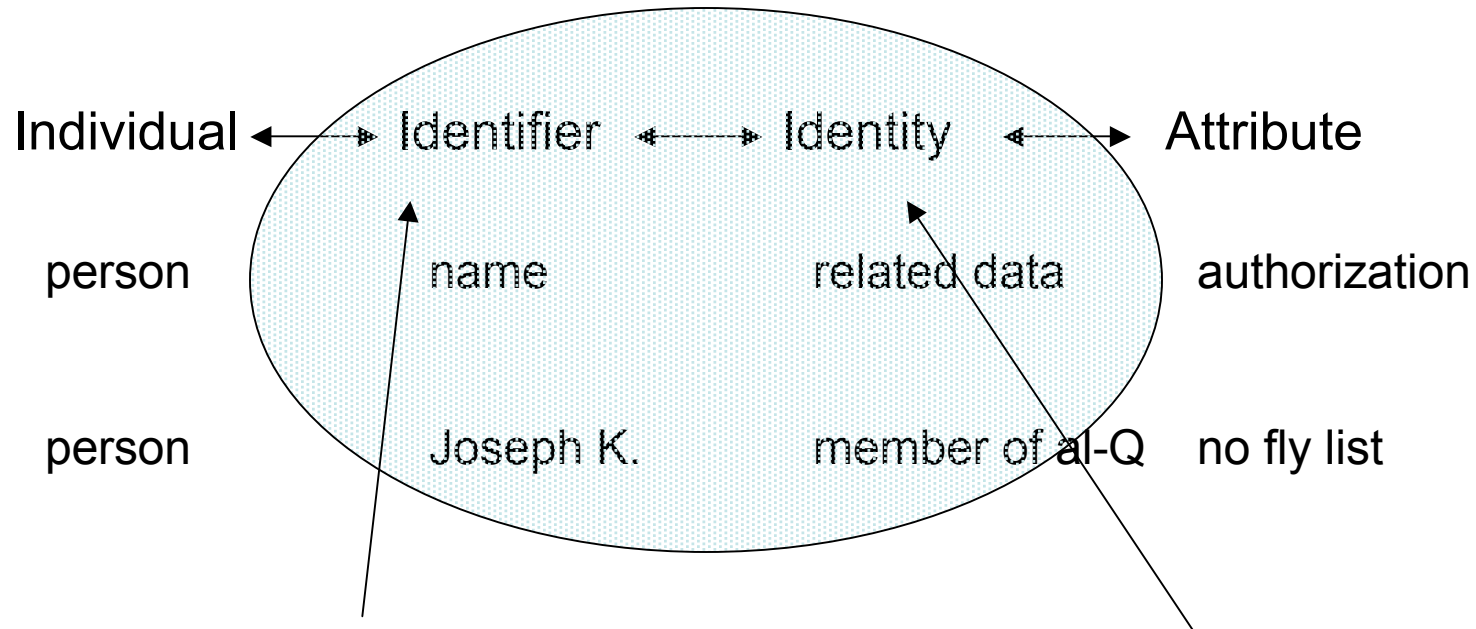 Individual Identifier Identity Attribute
person name related data authorization
person Joseph K. member of al-Q no fly list